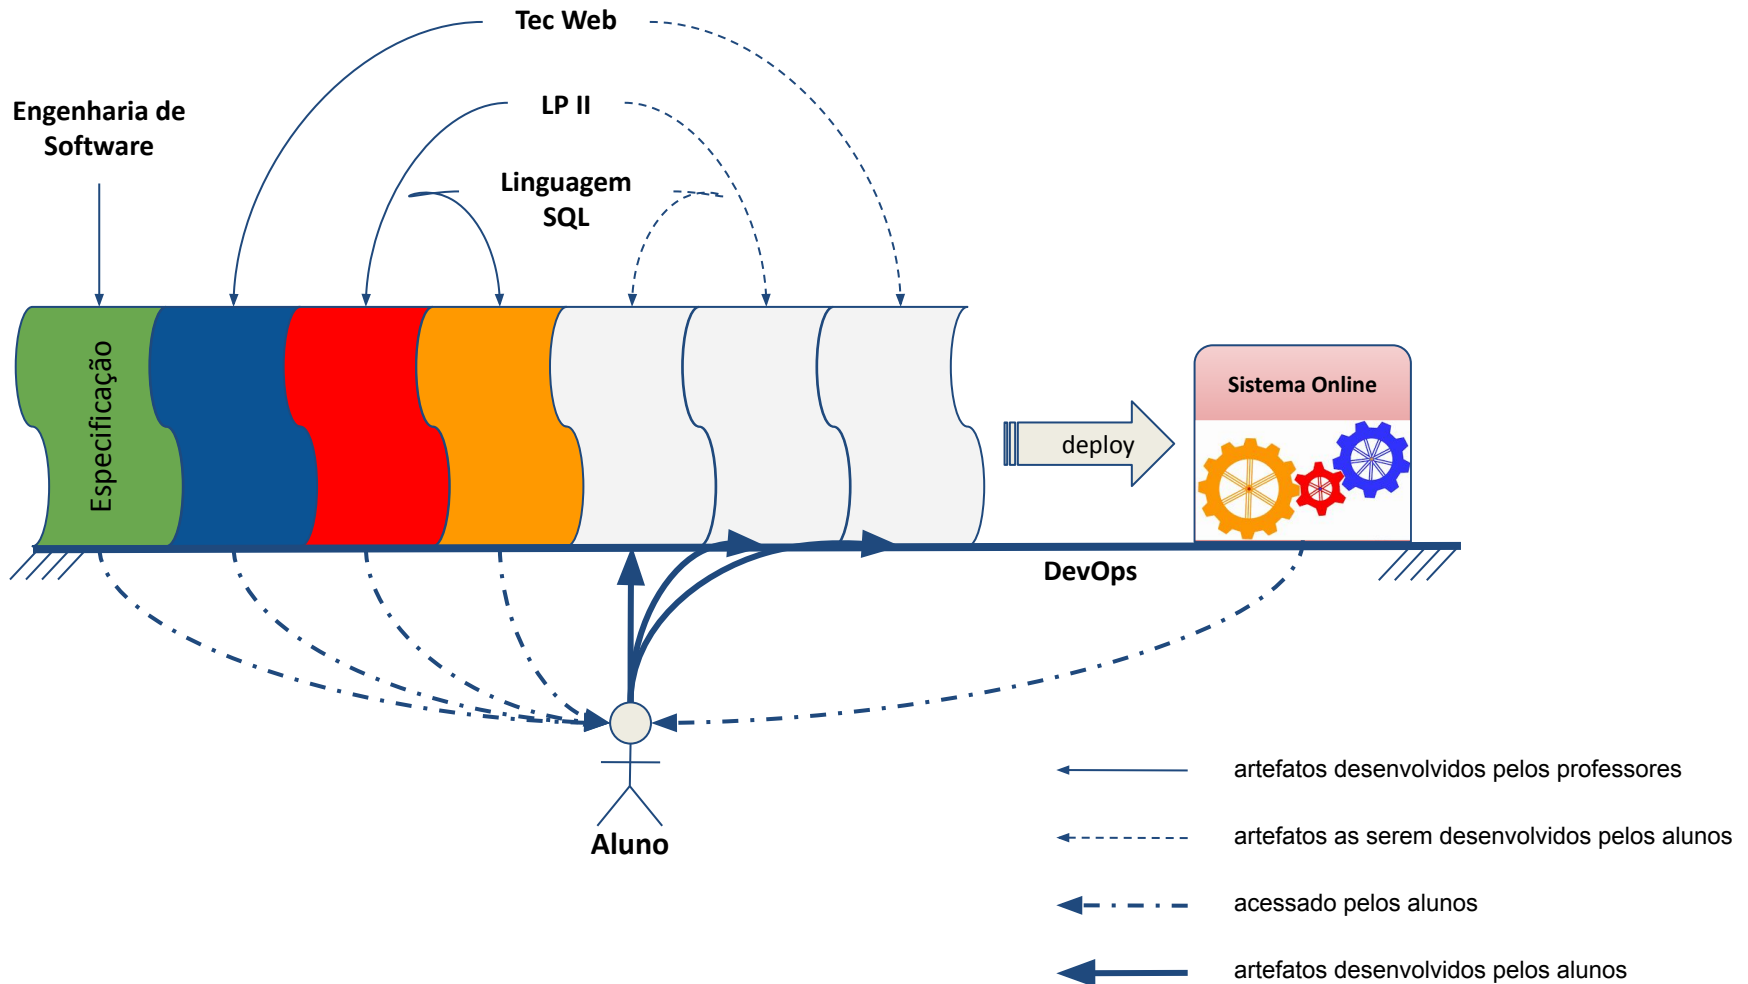 Tec Web
LP II
Engenharia de
Software
Linguagem
SQL
Especificação
Sistema Online
deploy
DevOps
Aluno
artefatos desenvolvidos pelos professores
artefatos as serem desenvolvidos pelos alunos
acessado pelos alunos
artefatos desenvolvidos pelos alunos